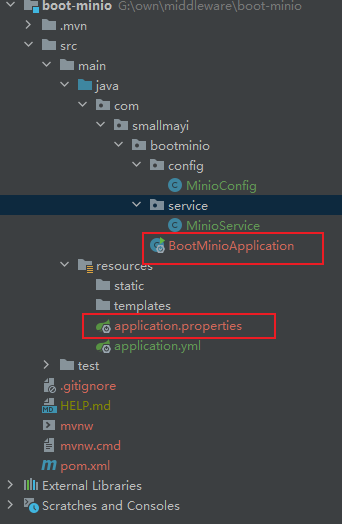 boot-minio G:\own\middleware\boot-minio
.mvn
src
main
java
com
smallmayi
bootminio
config
MinioConfig
service
MinioService
BootMinioApplication
resources
static
templates
application.properties
application.yml
test
.gitignore
HELP.md
mvnw
mvnw.cmd
pom.xml
External Libraries
Scratches and Consoles